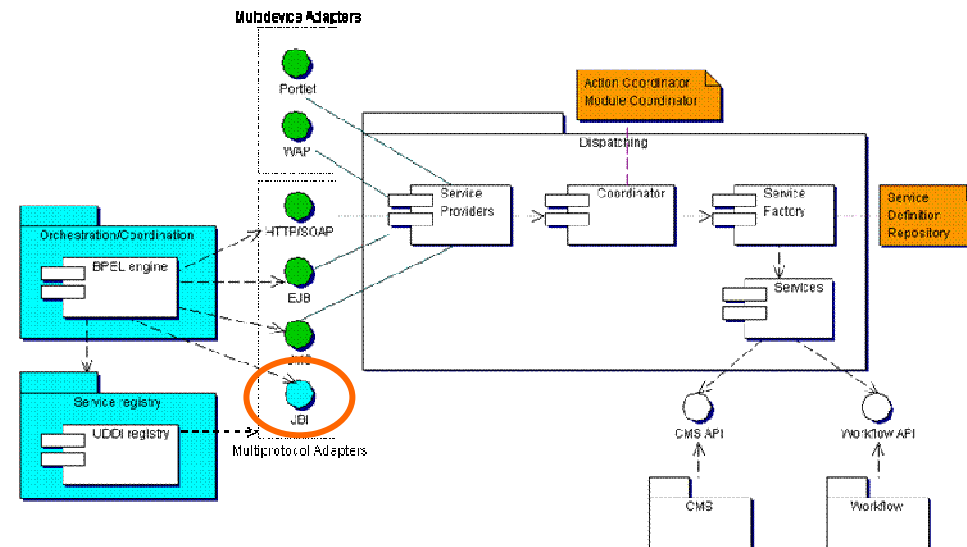 Multidevice Adapters
Portlet
WAP
Action Coordinator
Module Coordinator
Dispatching
Service
Providers
Coordinator
Service
Factory
Service
Definition
Repository
HTTP/SOAP
Orchestration/Coordination
BPEL engine
EJB
Services
JBI
Service registry
UDDI registry
Multiprotocol Adapters
CMS API
Workflow API
CMS
Workflow